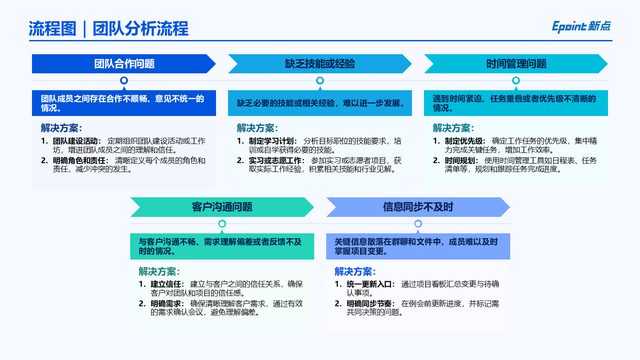 流程图｜团队分析流程
Epoint 新点
团队合作问题
团队成员之间存在合作不顺畅、意见不统一的
情况。
解决方案：
1. 团队建设活动： 定期组织团队建设活动或工作
坊，增进团队成员之间的理解和信任。
2. 明确角色和责任： 清晰定义每个成员的角色和
责任，减少冲突的发生。
缺乏技能或经验
缺乏必要的技能或相关经验，难以进一步发展。
解决方案：
1. 制定学习计划： 分析目标职位的技能要求，培
训或自学获得必要的技能。
2. 实习或志愿工作： 参加实习或志愿者项目，获
取实际工作经验，积累相关技能和行业见解。
时间管理问题
遇到时间紧迫、任务重叠或者优先级不清晰的
情况。
解决方案：
1. 制定优先级： 确定工作任务的优先级，集中精
力完成关键任务，增加工作效率。
2. 时间规划： 使用时间管理工具如日程表、任务
清单等，规划和跟踪任务完成进度。
客户沟通问题
与客户沟通不畅、需求理解偏差或者反馈不及
时的情况。
解决方案：
1. 建立信任： 建立与客户之间的信任关系，确保
客户对团队和项目的信任感。
2. 明确需求： 确保清晰理解客户需求，通过有效
的需求确认会议，避免理解偏差。
信息同步不及时
关键信息散落在群聊和文件中，成员难以及时
掌握项目变更。
解决方案：
1. 统一更新入口： 通过项目看板汇总变更与待确
认事项。
2. 明确同步节奏： 在例会前更新进度，并标记需
共同决策的问题。